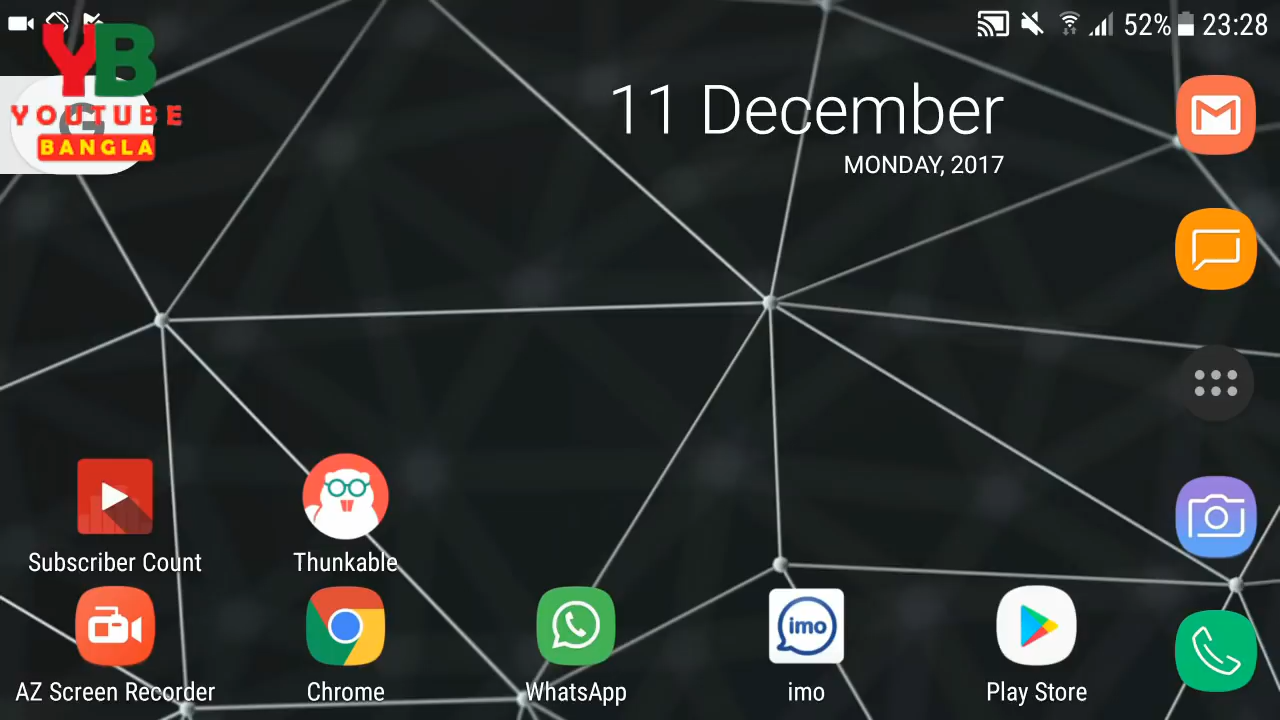 52% 23:28
YB
YOUTUBE
BANGLA
G
11 December
MONDAY, 2017
Subscriber Count
Thunkable
AZ Screen Recorder
Chrome
WhatsApp
imo
imo
Play Store